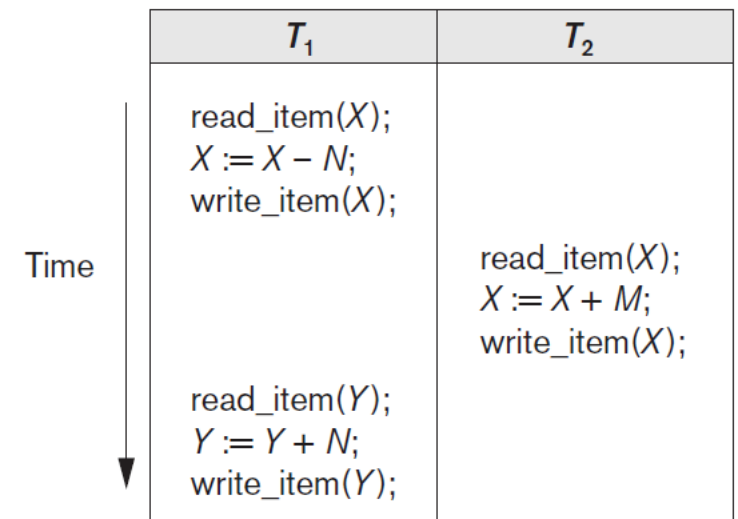 T₁ T₂
read_item(X);
X := X – N;
write_item(X);
Time
read_item(X);
X := X + M;
write_item(X);
read_item(Y);
Y := Y + N;
write_item(Y);